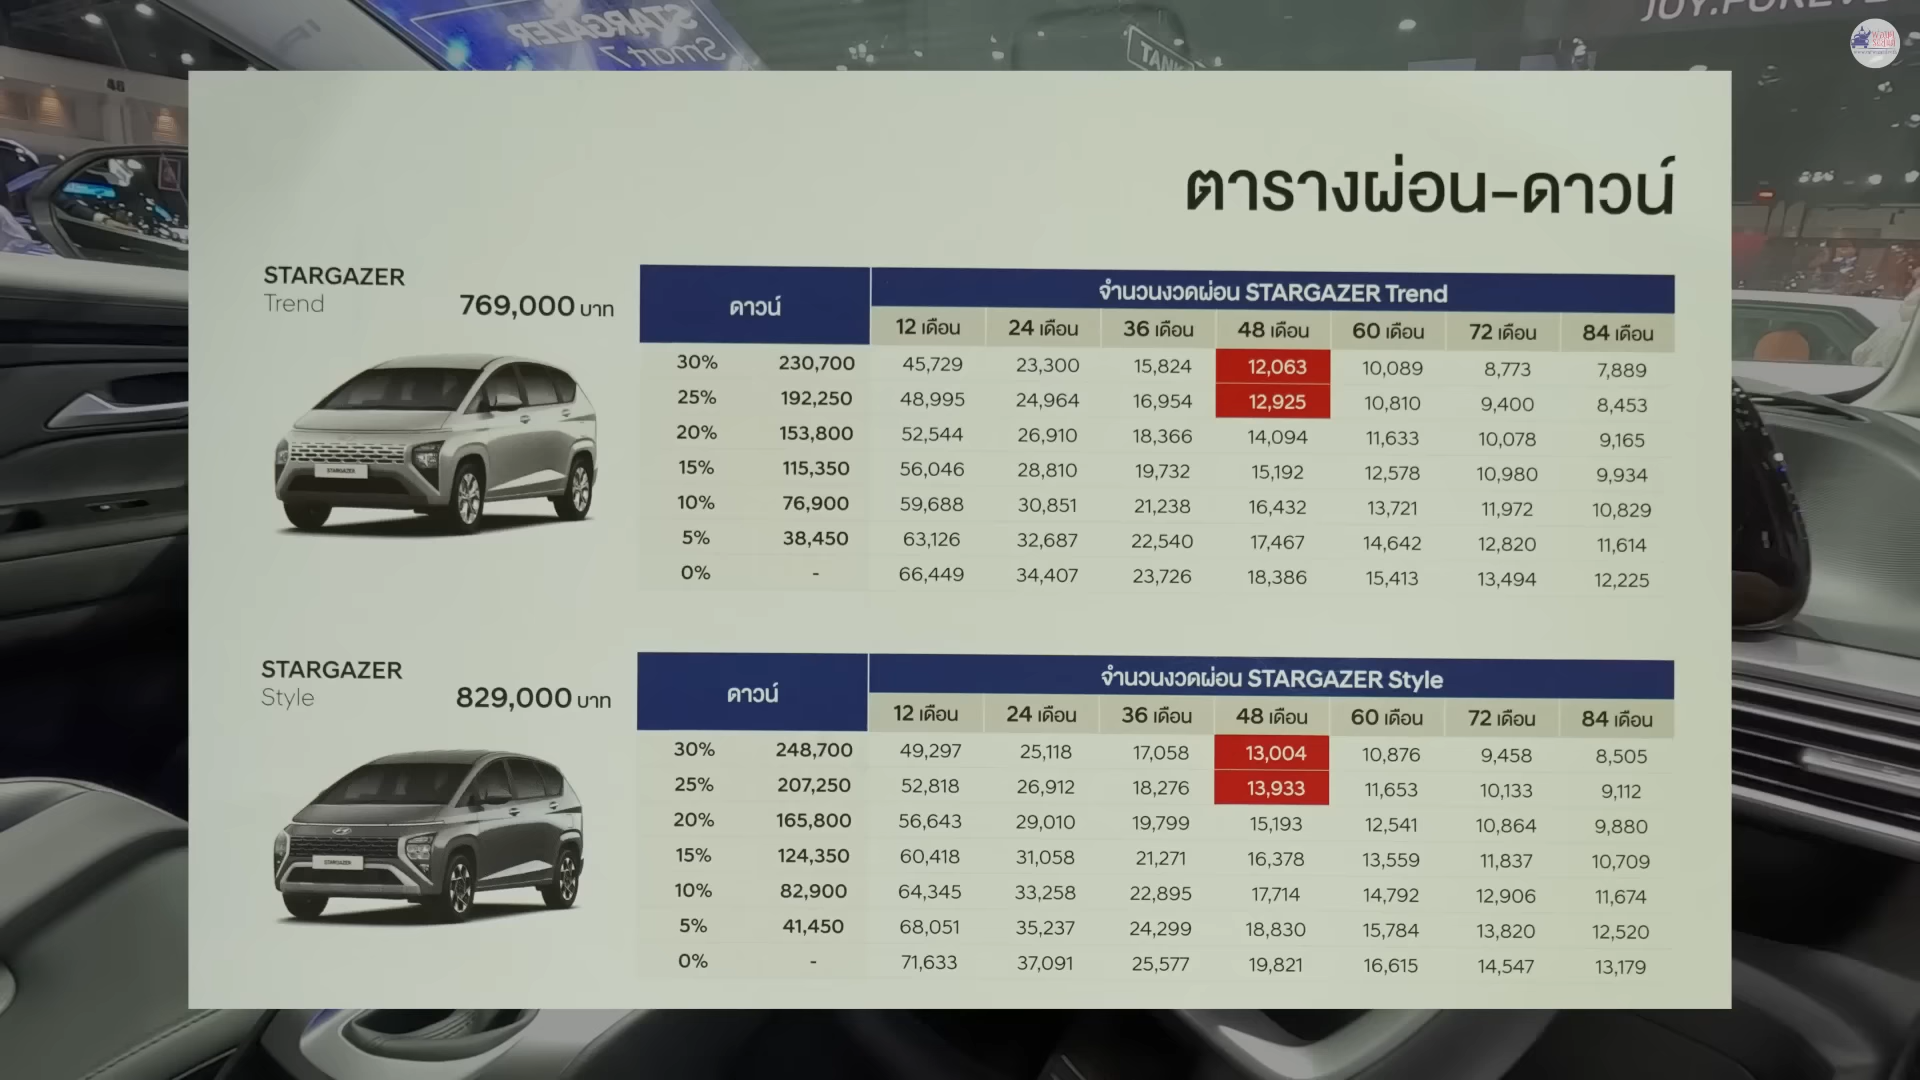 STARGAZER
Smart7
TANK
48
ตารางผ่อน-ดาวน์
STARGAZER
Trend
769,000 บาท
ดาวน์
จำนวนงวดผ่อน STARGAZER Trend
12 เดือน 24 เดือน 36 เดือน 48 เดือน 60 เดือน 72 เดือน 84 เดือน
30% 230,700 45,729 23,300 15,824 12,063 10,089 8,773 7,889
25% 192,250 48,995 24,964 16,954 12,925 10,810 9,400 8,453
20% 153,800 52,544 26,910 18,366 14,094 11,633 10,078 9,165
15% 115,350 56,046 28,810 19,732 15,192 12,578 10,980 9,934
10% 76,900 59,688 30,851 21,238 16,432 13,721 11,972 10,829
5% 38,450 63,126 32,687 22,540 17,467 14,642 12,820 11,614
0% - 66,449 34,407 23,726 18,386 15,413 13,494 12,225
STARGAZER
STARGAZER
Style
829,000 บาท
ดาวน์
จำนวนงวดผ่อน STARGAZER Style
12 เดือน 24 เดือน 36 เดือน 48 เดือน 60 เดือน 72 เดือน 84 เดือน
30% 248,700 49,297 25,118 17,058 13,004 10,876 9,458 8,505
25% 207,250 52,818 26,912 18,276 13,933 11,653 10,133 9,112
20% 165,800 56,643 29,010 19,799 15,193 12,541 10,864 9,880
15% 124,350 60,418 31,058 21,271 16,378 13,559 11,837 10,709
10% 82,900 64,345 33,258 22,895 17,714 14,792 12,906 11,674
5% 41,450 68,051 35,237 24,299 18,830 15,784 13,820 12,520
0% - 71,633 37,091 25,577 19,821 16,615 14,547 13,179
STARGAZER